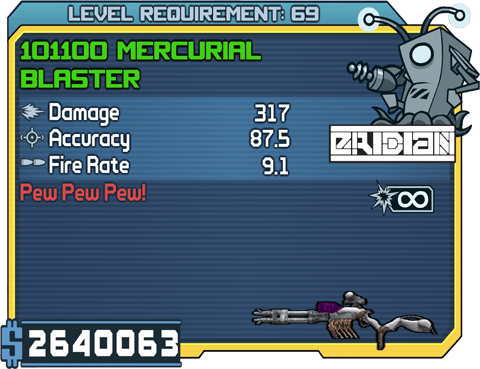 LEVEL REQUIREMENT: 69
101100 MERCURIAL
BLASTER
Damage 317
Accuracy 87.5
Fire Rate 9.1
ERIDIAN
Pew Pew Pew!
∞
$2640063